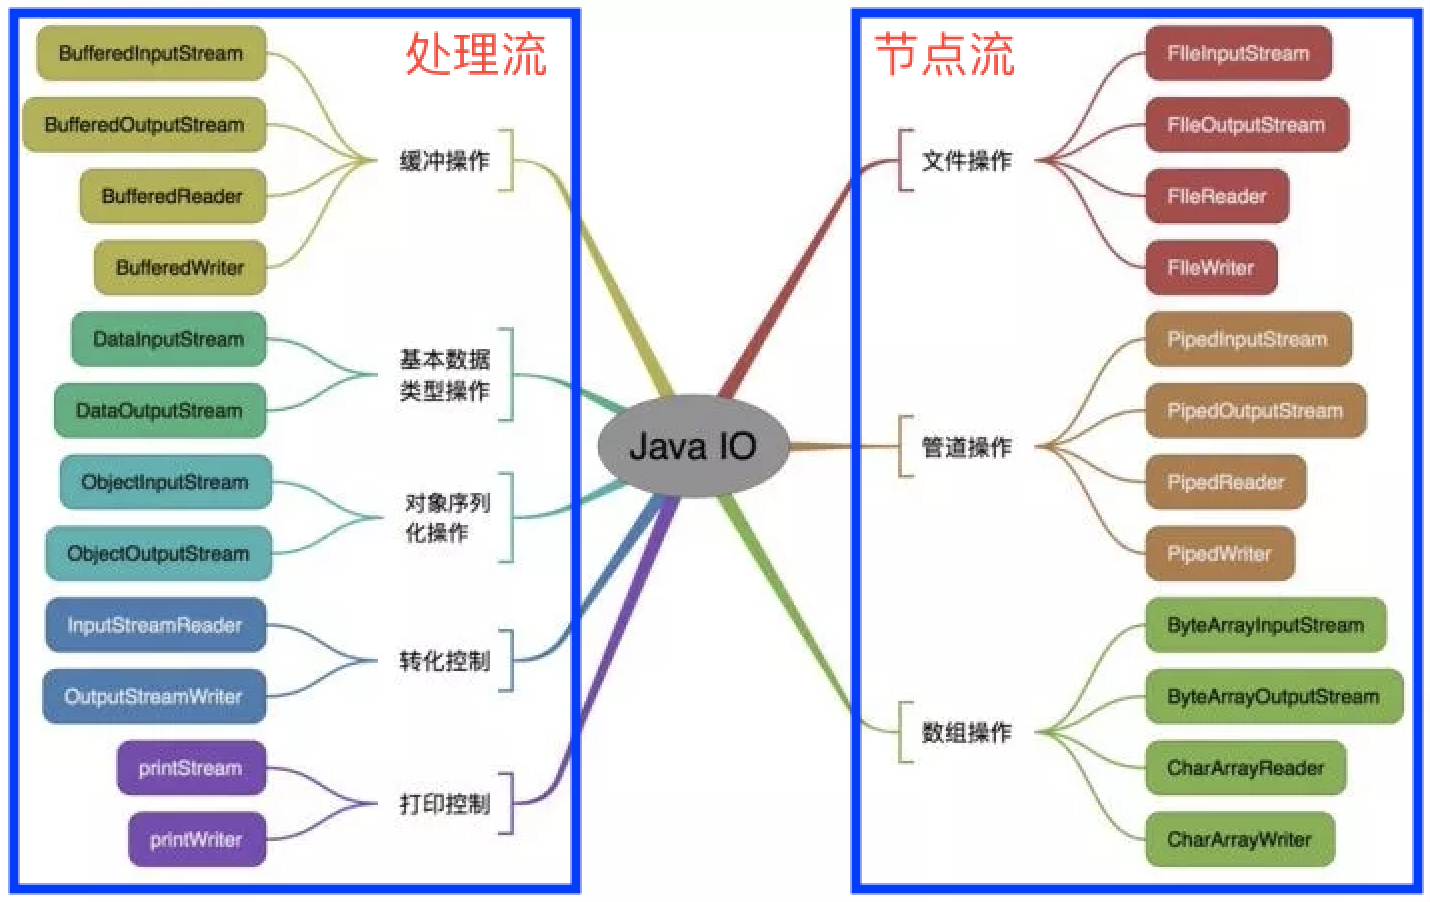 处理流
BufferedInputStream
BufferedOutputStream
BufferedReader
BufferedWriter
缓冲操作
DataInputStream
DataOutputStream
基本数据
类型操作
ObjectInputStream
ObjectOutputStream
对象序列
化操作
InputStreamReader
OutputStreamWriter
转化控制
printStream
printWriter
打印控制
Java IO
节点流
文件操作
FIleInputStream
FIleOutputStream
FIleReader
FIleWriter
管道操作
PipedInputStream
PipedOutputStream
PipedReader
PipedWriter
数组操作
ByteArrayInputStream
ByteArrayOutputStream
CharArrayReader
CharArrayWriter